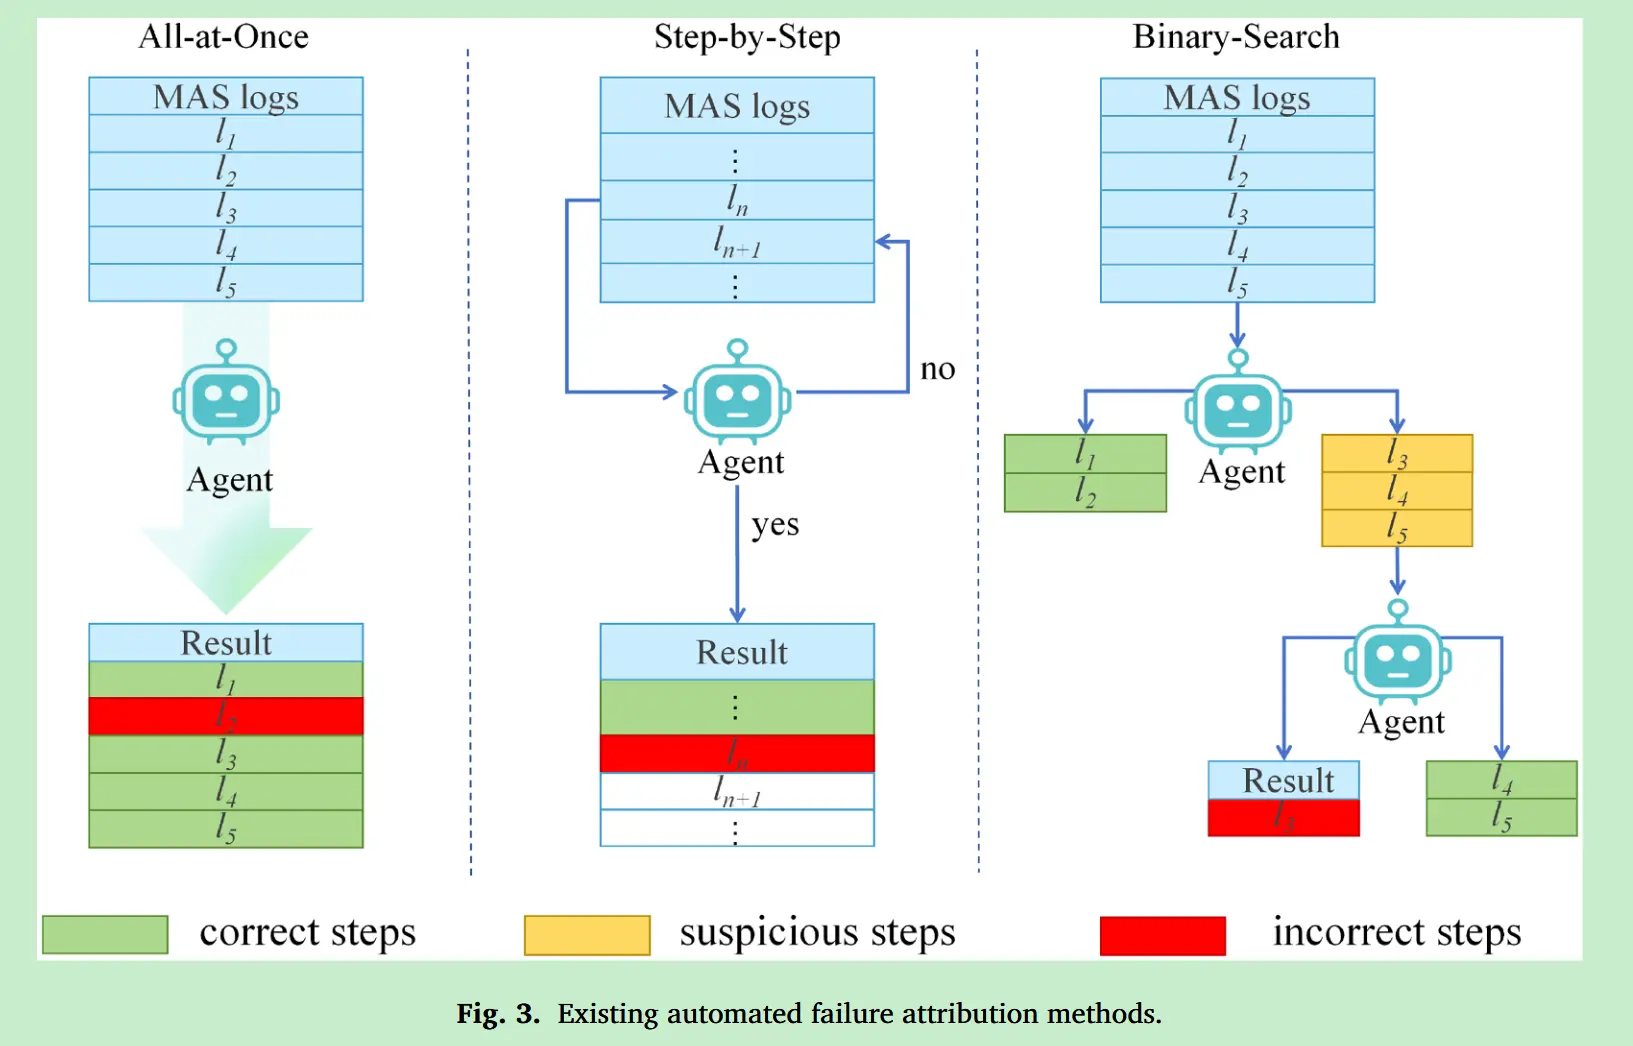 All-at-Once
MAS logs
l1
l2
l3
l4
l5
Agent
Result
l1
l2
l3
l4
l5
Step-by-Step
MAS logs
⋮
ln
ln+1
⋮
no
Agent
yes
Result
⋮
ln
ln+1
⋮
Binary-Search
MAS logs
l1
l2
l3
l4
l5
Agent
l1
l2
l3
l4
l5
Agent
Result
l3
l4
l5
correct steps
suspicious steps
incorrect steps
Fig. 3. Existing automated failure attribution methods.